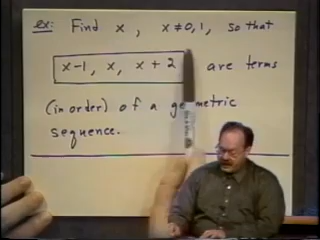 ex: Find x, x ≠ 0, 1, so that
x-1, x, x + 2 are terms
(in order) of a geometric
sequence.